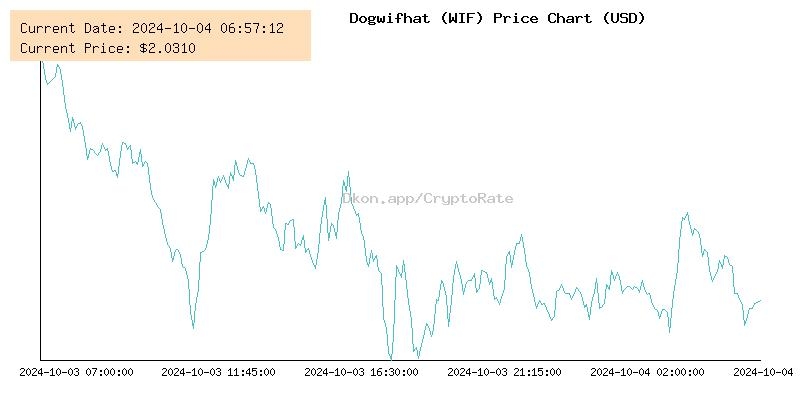 Dogwifhat (WIF) Price Chart (USD)
Current Date: 2024-10-04 06:57:12
Current Price: $2.0310
Dkon.app/CryptoRate
2024-10-03 07:00:00 2024-10-03 11:45:00 2024-10-03 16:30:00 2024-10-03 21:15:00 2024-10-04 02:00:00 2024-10-04